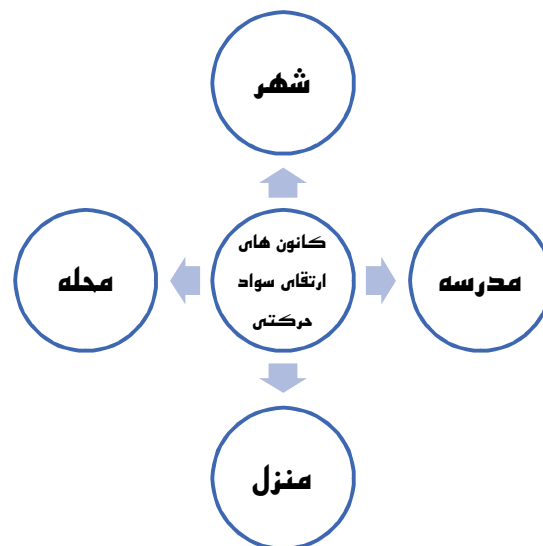 شهر
کانون های
ارتقای سواد
حرکتی
مدرسه
محله
منزل